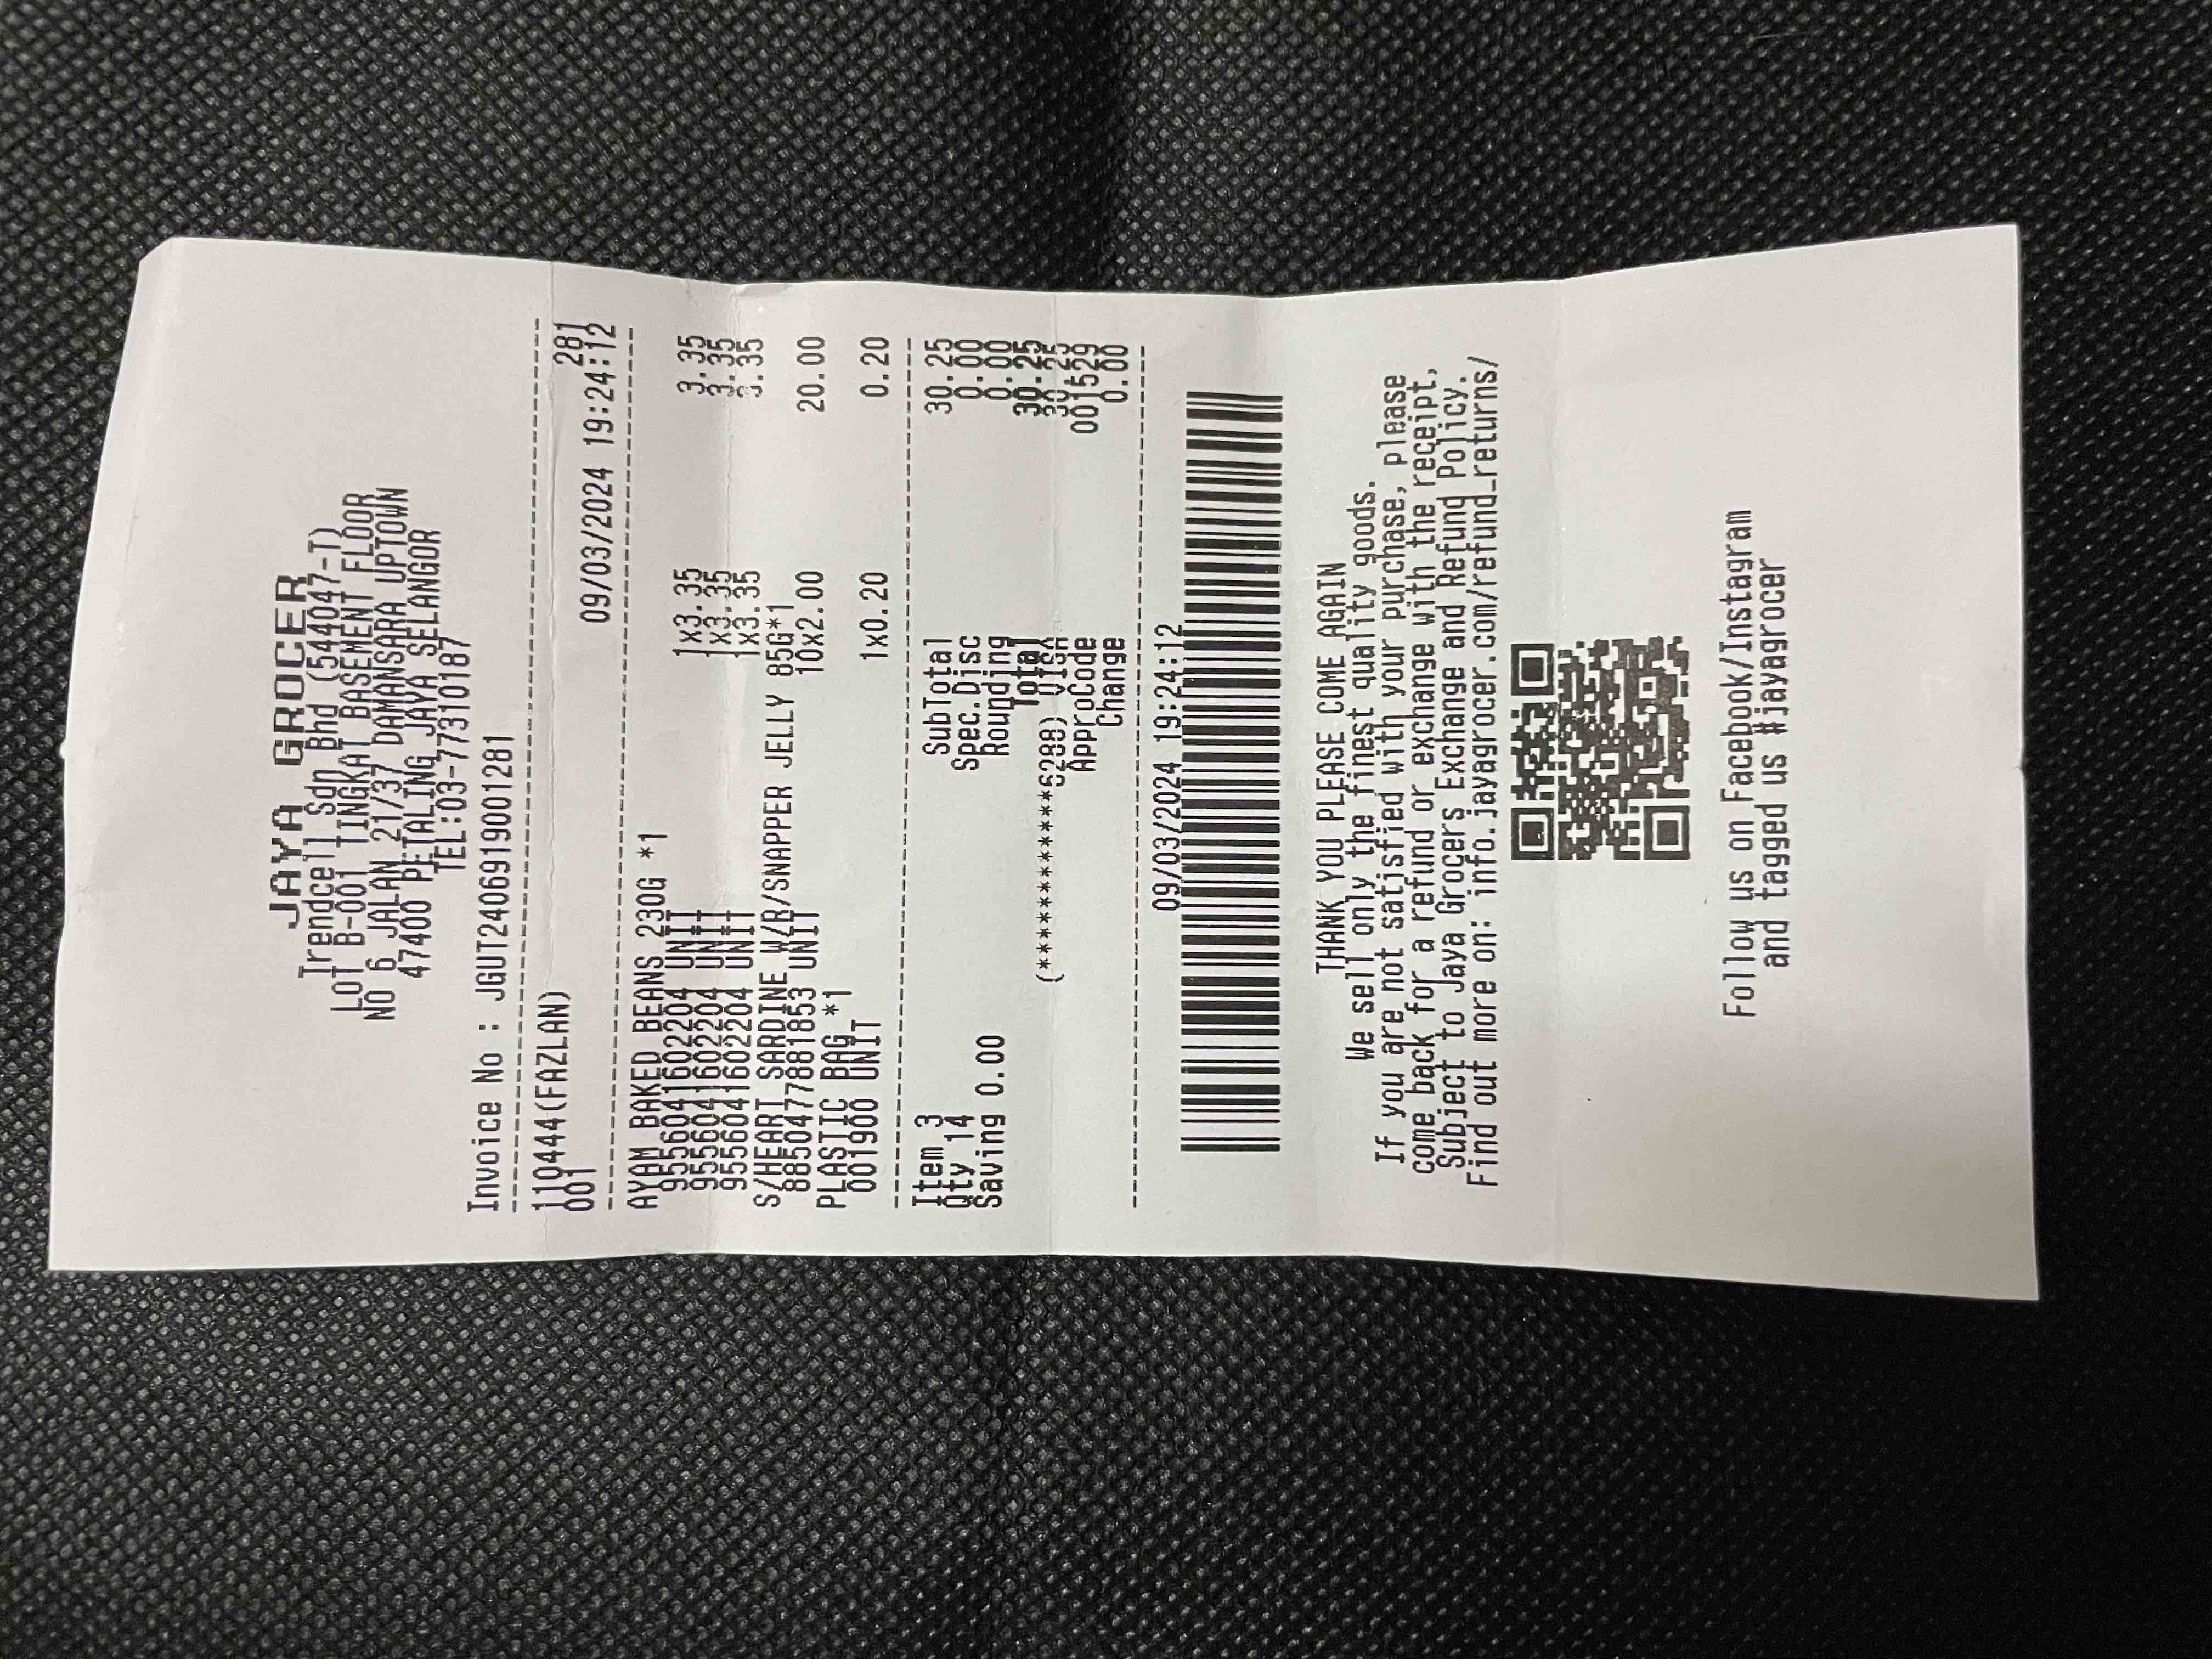 JAYA GROCER
Trendcell Sdn Bhd (544047-T)
LOT B-001 TINGKAT BASEMENT FLOOR
NO 6 JALAN 21/37 DAMANSARA UPTOWN
47400 PETALING JAYA SELANGOR
TEL:03-77310187
Invoice No : JGUT2406919001281
110444(FAZLAN) 281
001 09/03/2024 19:24:12
AYAM BAKED BEANS 230G *1
9556041602204 UNIT 1x3.35 3.35
9556041602204 UNIT 1x3.35 3.35
9556041602204 UNIT 1x3.35 3.35
S/HEART SARDINE W/R/SNAPPER JELLY 85G*1
8850477881853 UNIT 10x2.00 20.00
PLASTIC BAG *1
001900 UNIT 1x0.20 0.20
Item 3 SubTotal 30.25
Qty 14 Spec.Disc 0.00
Saving 0.00 Rounding 0.00
Total 30.25
(************6288) VISA 30.25
ApproCode 001529
Change 0.00
09/03/2024 19:24:12
THANK YOU PLEASE COME AGAIN
We sell only the finest quality goods.
If you are not satisfied with your purchase, please
come back for a refund or exchange with the receipt,
Subject to Jaya Grocers Exchange and Refund Policy.
Find out more on: info.jayagrocer.com/refund_returns/
Follow us on Facebook/Instagram
and tagged us #jayagrocer